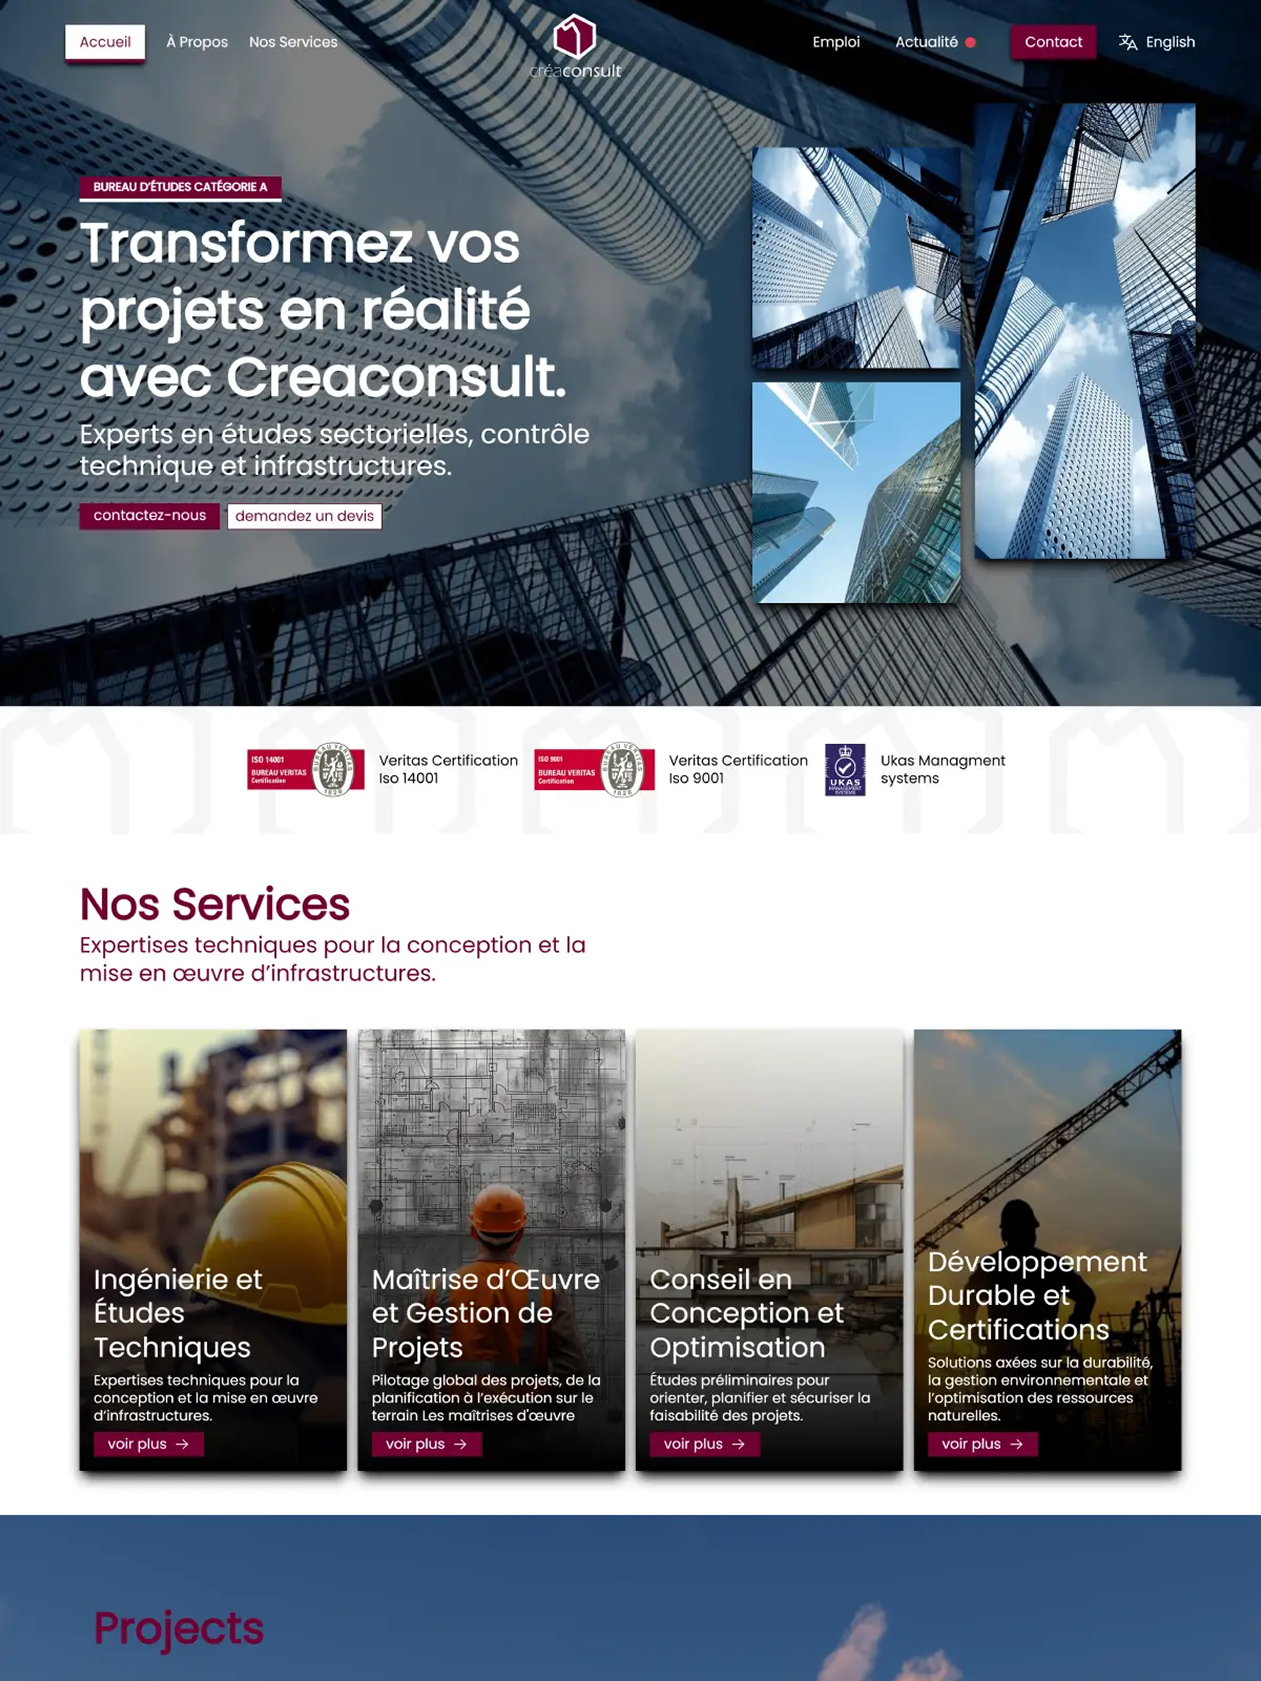 Accueil
À Propos
Nos Services
créaconsult
Emploi
Actualité
Contact
English
BUREAU D'ÉTUDES CATÉGORIE A
Transformez vos
projets en réalité
avec Creaconsult.
Experts en études sectorielles, contrôle
technique et infrastructures.
contactez-nous
demandez un devis
ISO 14001
BUREAU VERITAS
Certification
BUREAU VERITAS
1828
Veritas Certification
Iso 14001
ISO 9001
BUREAU VERITAS
Certification
BUREAU VERITAS
1828
Veritas Certification
Iso 9001
UKAS
MANAGEMENT
SYSTEMS
Ukas Managment
systems
Nos Services
Expertises techniques pour la conception et la
mise en œuvre d’infrastructures.
Ingénierie et
Études
Techniques
Expertises techniques pour la
conception et la mise en œuvre
d’infrastructures.
voir plus →
Maîtrise d’Œuvre
et Gestion de
Projets
Pilotage global des projets, de la
planification à l’exécution sur le
terrain Les maîtrises d'œuvre
voir plus →
Conseil en
Conception et
Optimisation
Études préliminaires pour
orienter, planifier et sécuriser la
faisabilité des projets.
voir plus →
Développement
Durable et
Certifications
Solutions axées sur la durabilité,
la gestion environnementale et
l’optimisation des ressources
naturelles.
voir plus →
Projects